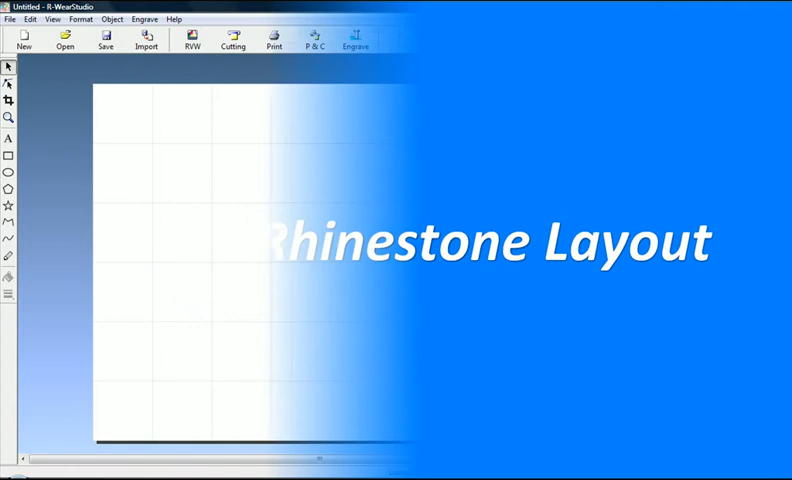 Untitled - R-WearStudio
File Edit View Format Object Engrave Help
New Open Save Import RVW Cutting Print P & C Engrave
A
Rhinestone Layout